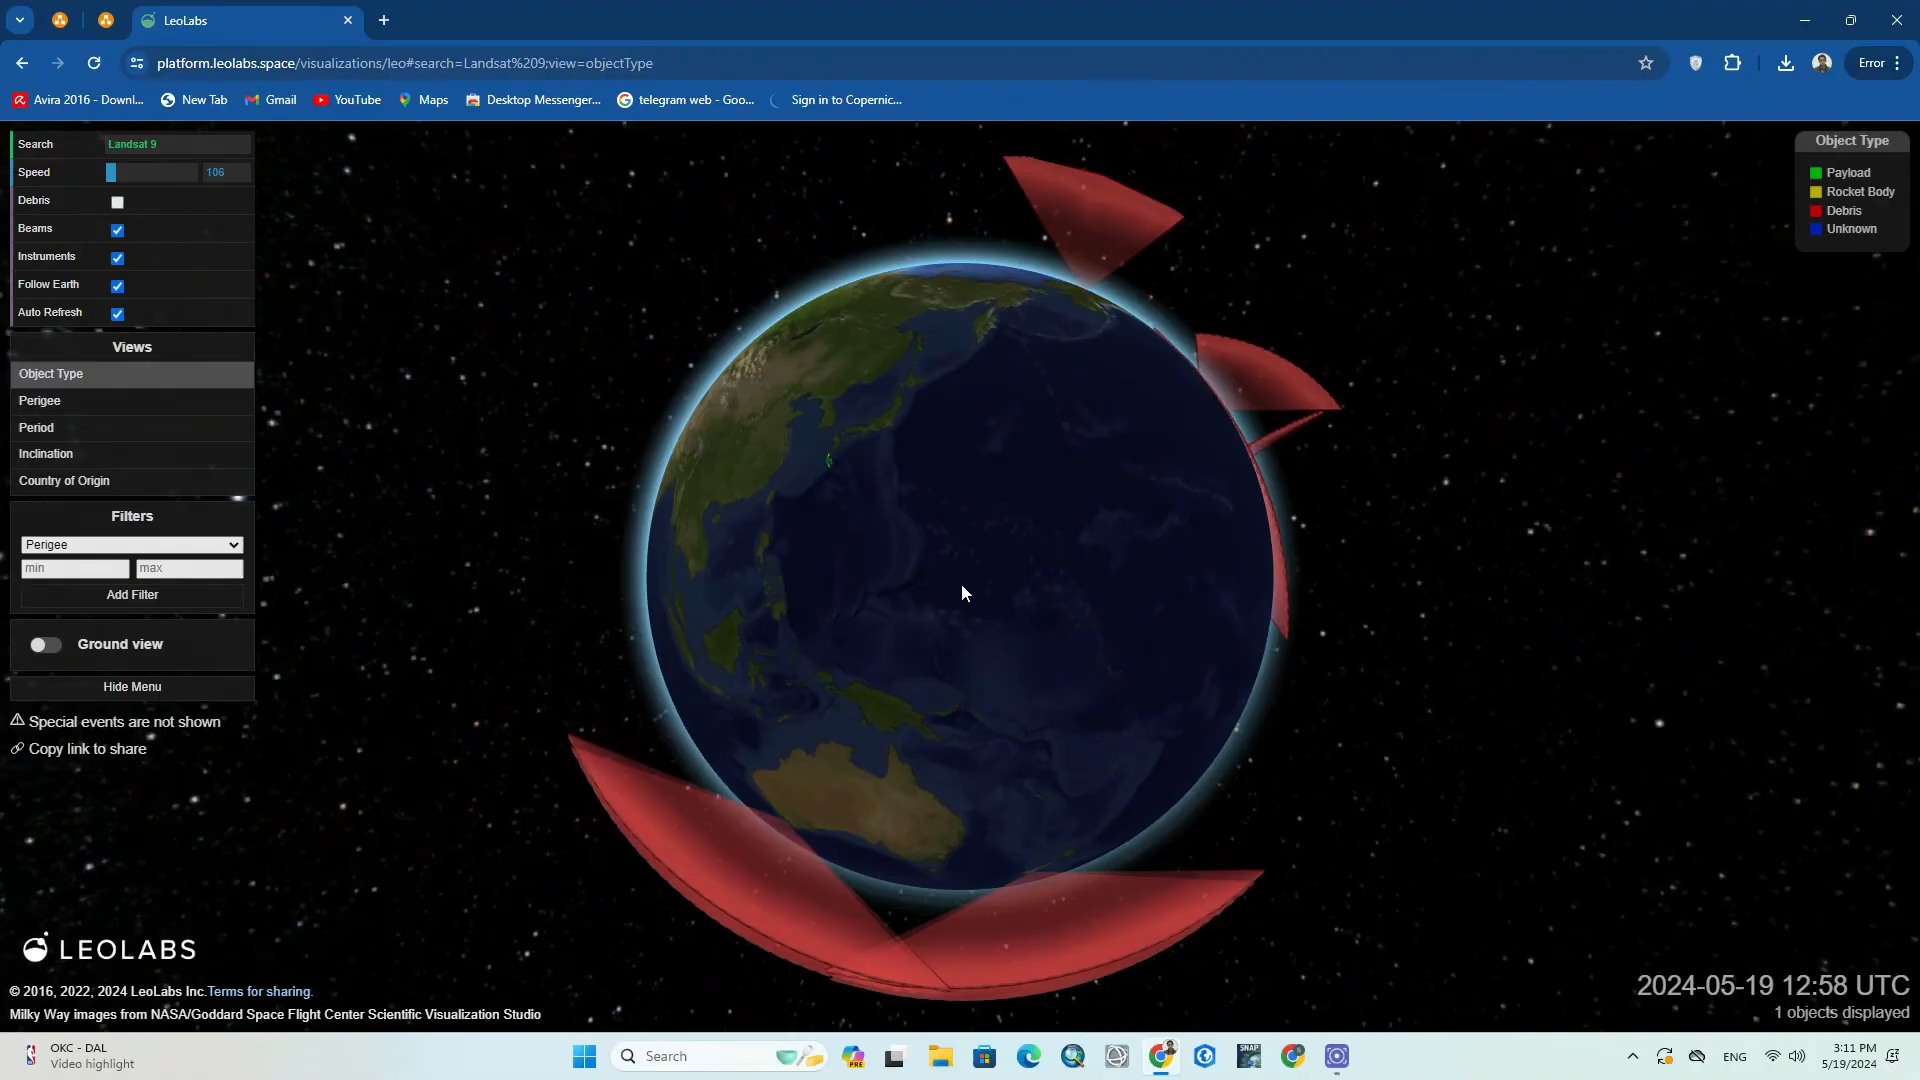 LeoLabs
platform.leolabs.space/visualizations/leo#search=Landsat%209;view=objectType
Error
Avira 2016 - Downl...
New Tab
Gmail
YouTube
Maps
Desktop Messenger...
telegram web - Goo...
Sign in to Copernic...
Search
Landsat 9
Speed
106
Debris
Beams
Instruments
Follow Earth
Auto Refresh
Views
Object Type
Perigee
Period
Inclination
Country of Origin
Filters
Perigee
min
max
Add Filter
Ground view
Hide Menu
Special events are not shown
Copy link to share
Object Type
Payload
Rocket Body
Debris
Unknown
LEOLABS
© 2016, 2022, 2024 LeoLabs Inc.Terms for sharing.
Milky Way images from NASA/Goddard Space Flight Center Scientific Visualization Studio
2024-05-19 12:58 UTC
1 objects displayed
OKC - DAL
Video highlight
Search
PRE
SNAP
ENG
3:11 PM
5/19/2024